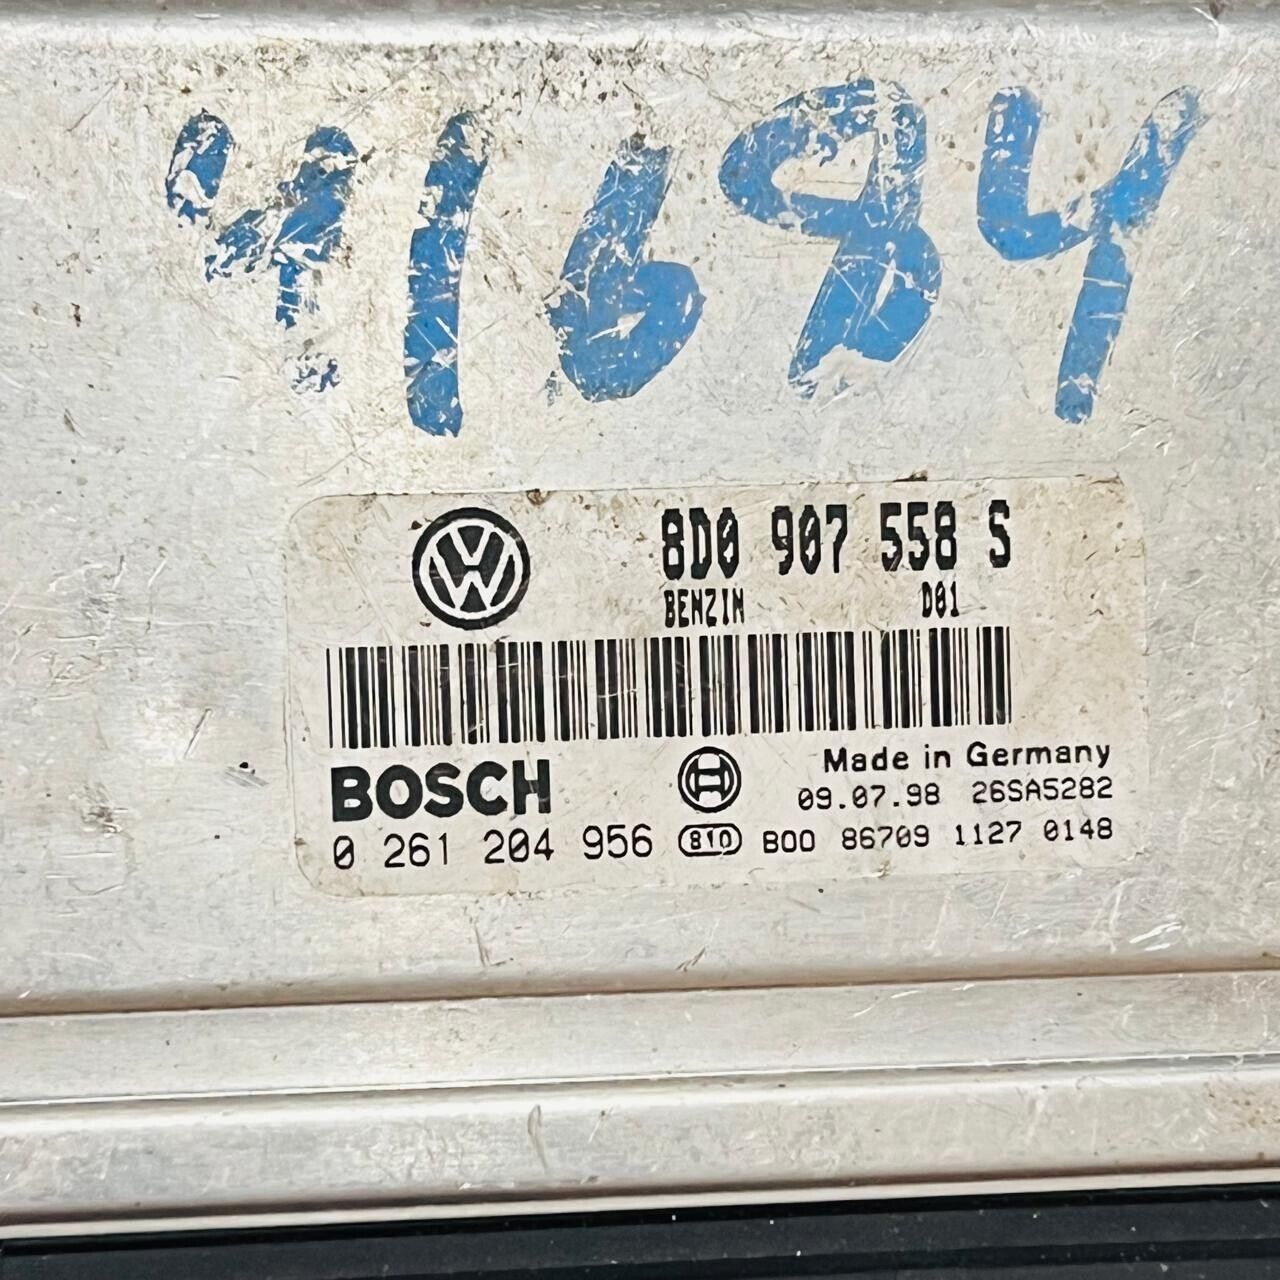 41684
8D0 907 558 S
BENZIN D01
BOSCH
Made in Germany
09.07.98 26SA5282
0 261 204 956 810 B00 86709 1127 0148